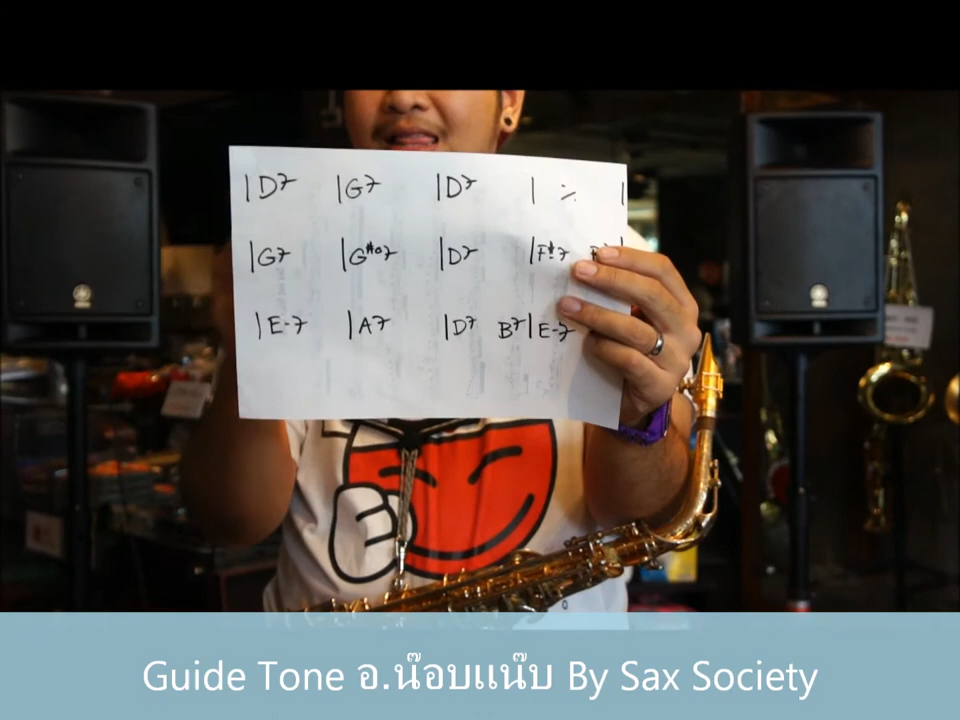 |D7 |G7 |D7 | ٪ |
|G7 |G#o7 |D7 |F#7
|E-7 |A7 |D7 B7|E-7
Guide Tone อ.น๊อบแน๊บ By Sax Society